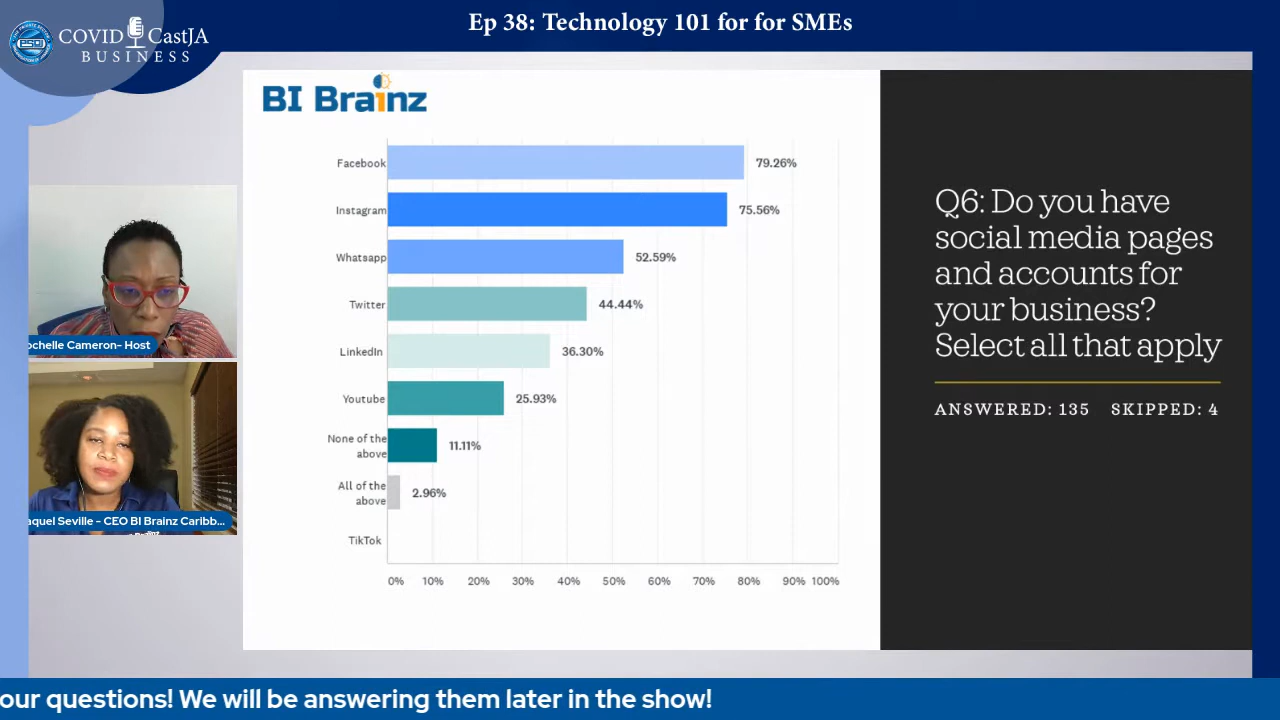 Ep 38: Technology 101 for for SMEs
PSOJ
COVID CastJA
BUSINESS
BI Brainz
Facebook
79.26%
Instagram
75.56%
Whatsapp
52.59%
Twitter
44.44%
LinkedIn
36.30%
Youtube
25.93%
None of the
above
11.11%
All of the
above
2.96%
TikTok
0% 10% 20% 30% 40% 50% 60% 70% 80% 90% 100%
Q6: Do you have
social media pages
and accounts for
your business?
Select all that apply
ANSWERED: 135 SKIPPED: 4
ochelle Cameron- Host
aquel Seville - CEO BI Brainz Caribb...
our questions! We will be answering them later in the show!